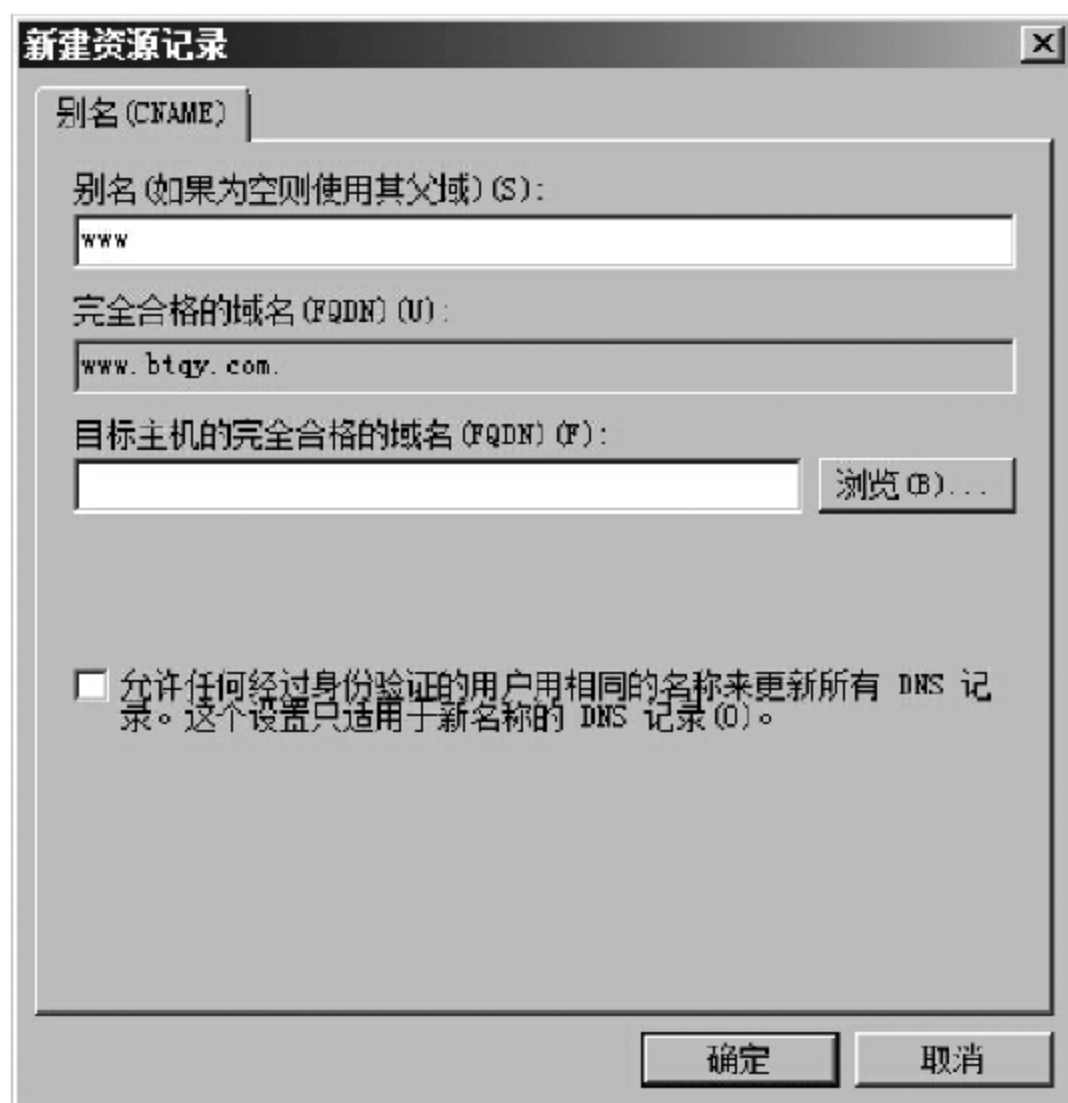 新建资源记录
别名(CNAME)
别名(如果为空则使用其父域)(S):
www
完全合格的域名(FQDN)(U):
www.btqy.com.
目标主机的完全合格的域名(FQDN)(F):
浏览(B)...
允许任何经过身份验证的用户用相同的名称来更新所有 DNS 记
录。这个设置只适用于新名称的 DNS 记录(O)。
确定
取消